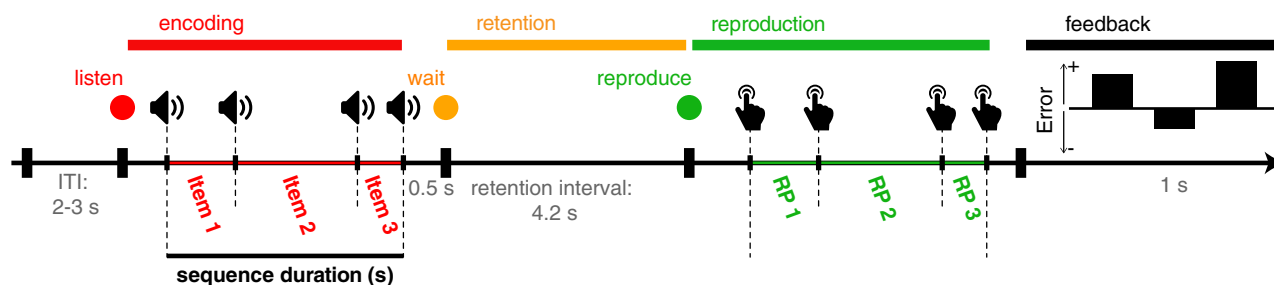 encoding
retention
reproduction
feedback
listen
wait
reproduce
Error
+
-
ITI:
2-3 s
Item 1
Item 2
Item 3
0.5 s
retention interval:
4.2 s
RP 1
RP 2
RP 3
1 s
sequence duration (s)